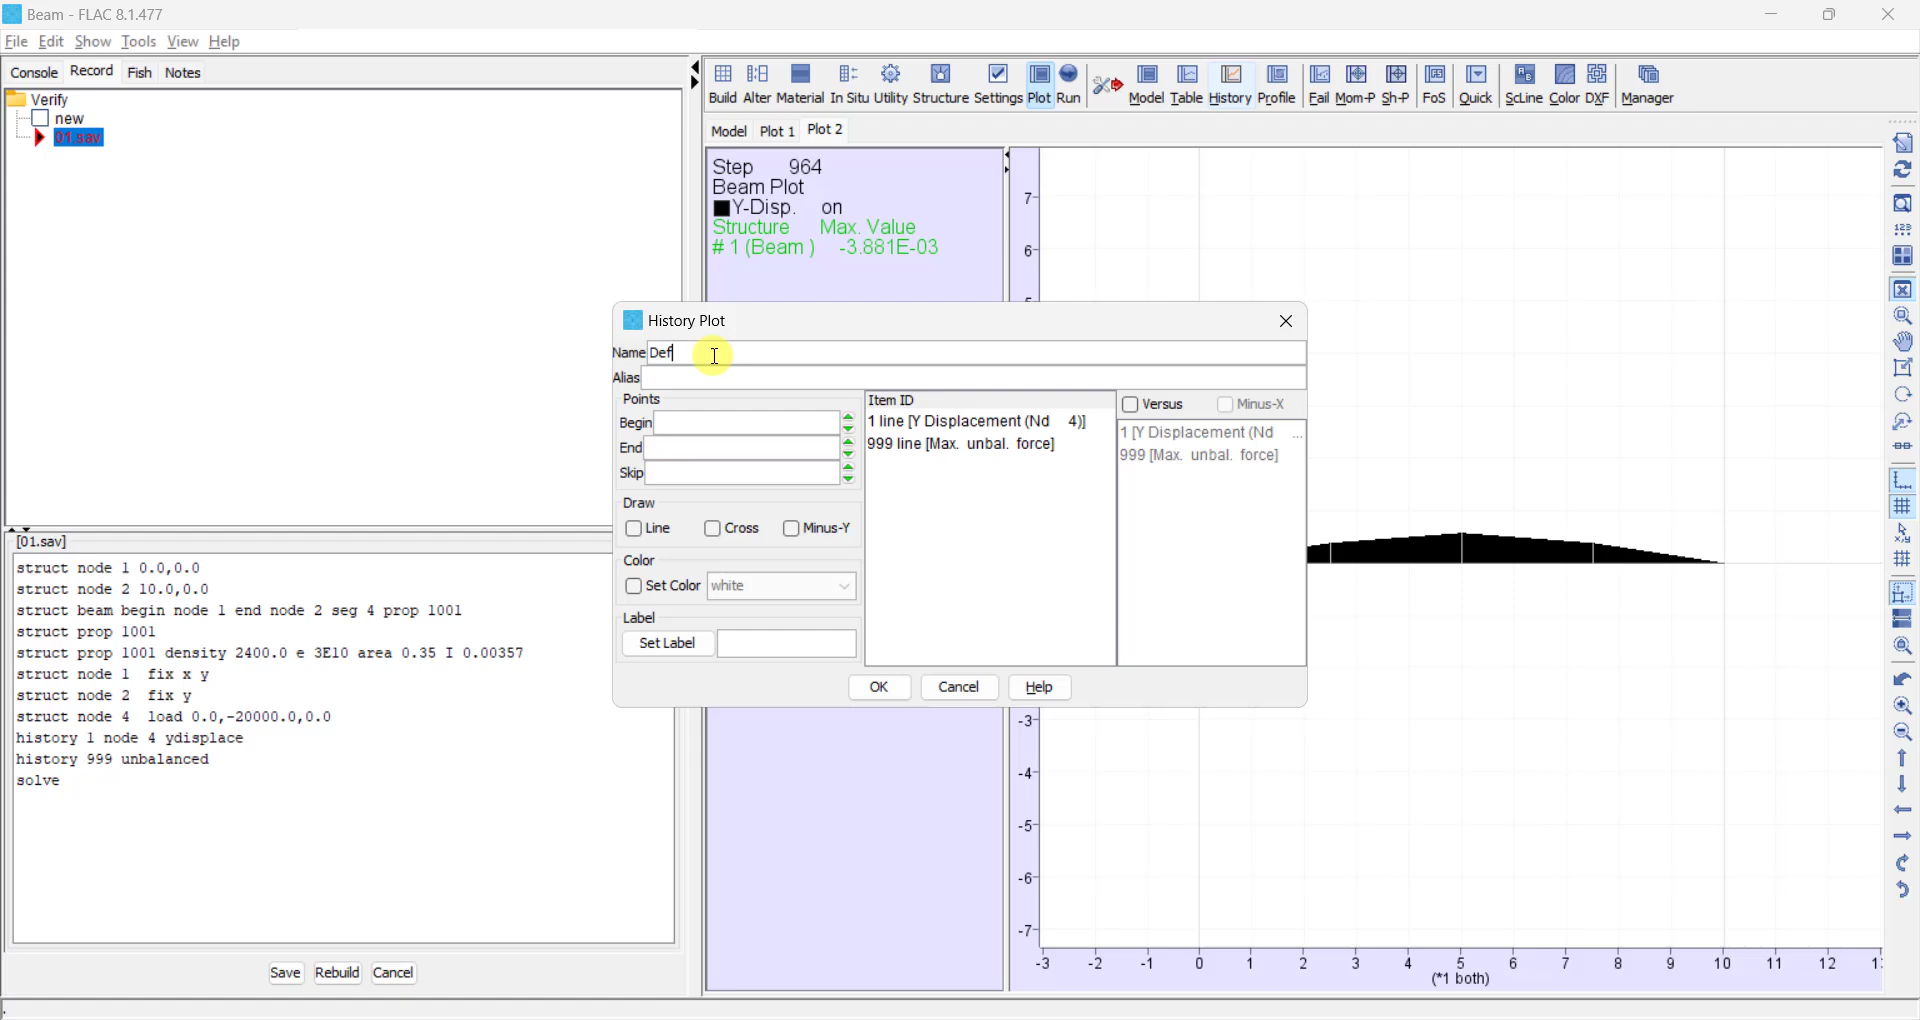 Beam - FLAC 8.1.477
File Edit Show Tools View Help
Console Record Fish Notes
Build Alter Material In Situ Utility Structure Settings Plot Run Model Table History Profile Fail Mom-P Sh-P FoS Quick ScLine Color DXF Manager
Verify
new
01.sav
Model Plot 1 Plot 2
Step 964
Beam Plot
Y-Disp. on
Structure Max. Value
# 1 (Beam ) -3.881E-03
History Plot
Name Def
Alias
Points
Begin
End
Skip
Draw
Line Cross Minus-Y
Color
Set Color white
Label
Set Label
Item ID
1 line [Y Displacement (Nd 4)]
999 line [Max. unbal. force]
Versus Minus-X
1 [Y Displacement (Nd ...
999 [Max. unbal. force]
OK Cancel Help
[01.sav]
struct node 1 0.0,0.0
struct node 2 10.0,0.0
struct beam begin node 1 end node 2 seg 4 prop 1001
struct prop 1001
struct prop 1001 density 2400.0 e 3E10 area 0.35 I 0.00357
struct node 1 fix x y
struct node 2 fix y
struct node 4 load 0.0,-20000.0,0.0
history 1 node 4 ydisplace
history 999 unbalanced
solve
Save Rebuild Cancel
7
6
-3
-4
-5
-6
-7
-3 -2 -1 0 1 2 3 4 5 6 7 8 9 10 11 12
(*1 both)
123